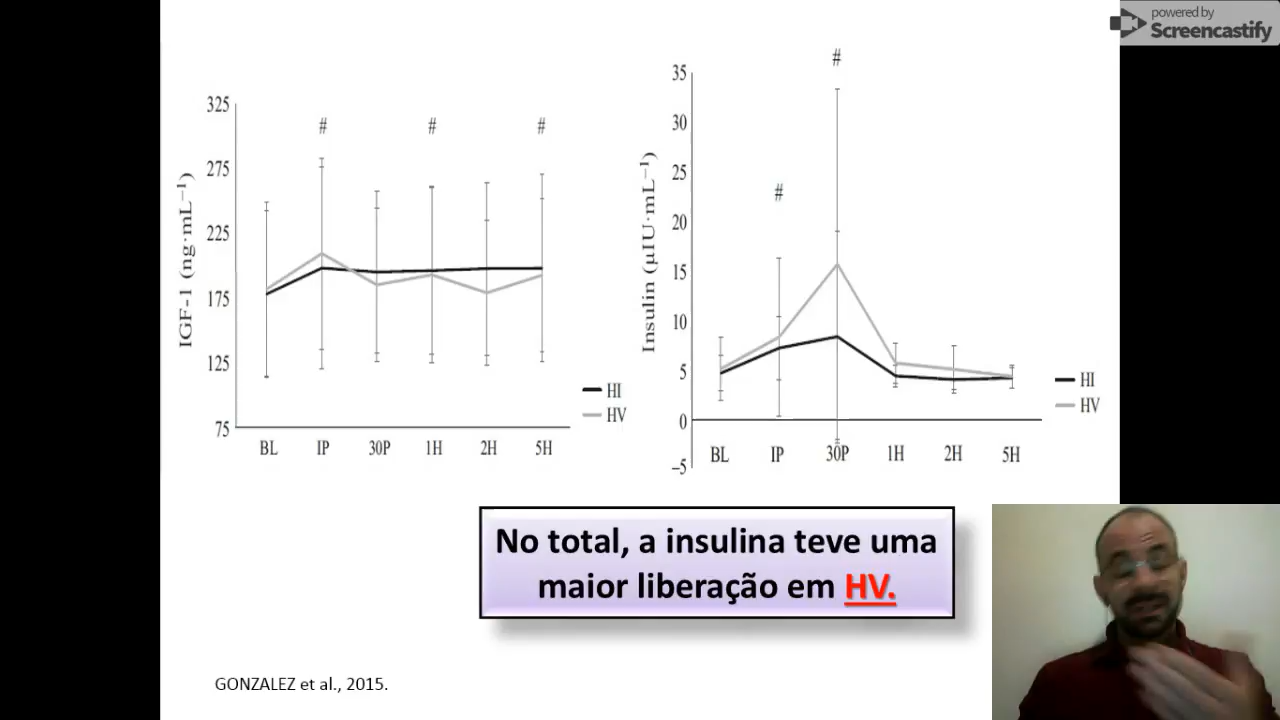 powered by
Screencastify
325
275
225
175
125
75
IGF-1 (ng·mL⁻¹)
# # #
BL IP 30P 1H 2H 5H
HI
HV
35
30
25
20
15
10
5
0
–5
Insulin (µIU·mL⁻¹)
#
#
BL IP 30P 1H 2H 5H
HI
HV
No total, a insulina teve uma
maior liberação em HV.
GONZALEZ et al., 2015.